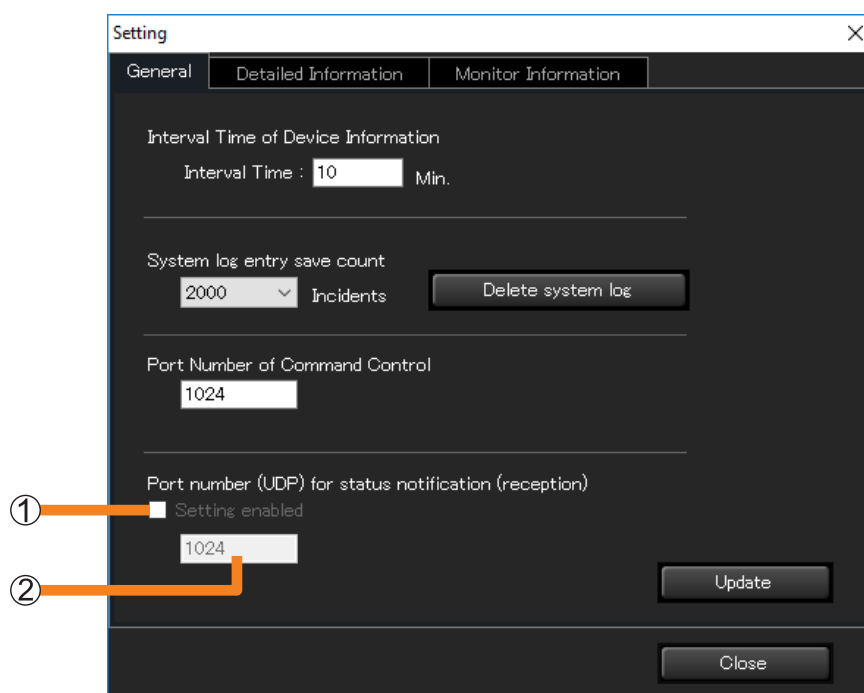 Setting
General Detailed Information Monitor Information
Interval Time of Device Information
Interval Time : 10 Min.
System log entry save count
2000 Incidents Delete system log
Port Number of Command Control
1024
Port number (UDP) for status notification (reception)
① Setting enabled
1024
② Update
Close